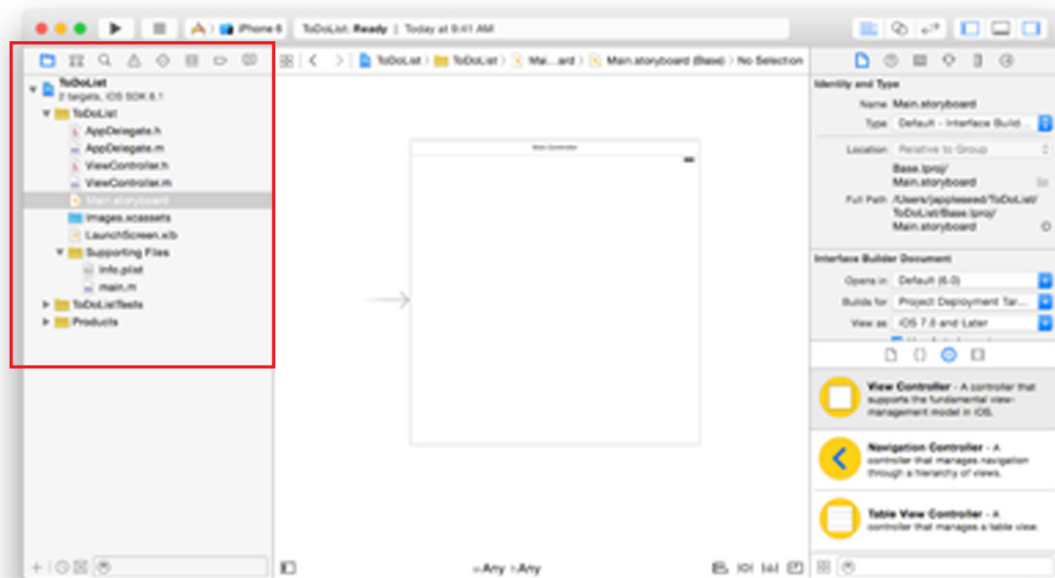 iPhone 6
ToDoList: Ready | Today at 9:41 AM
ToDoList
ToDoList
Ma...ard
Main.storyboard (Base)
No Selection
ToDoList
2 targets, iOS SDK 8.1
ToDoList
AppDelegate.h
AppDelegate.m
ViewController.h
ViewController.m
Main.storyboard
Images.xcassets
LaunchScreen.xib
Supporting Files
Info.plist
main.m
ToDoListTests
Products
View Controller
Identity and Type
Name Main.storyboard
Type Default - Interface Build...
Location Relative to Group
Base.lproj/
Main.storyboard
Full Path /Users/jappleseed/ToDoList/
ToDoList/Base.lproj/
Main.storyboard
Interface Builder Document
Opens in Default (6.0)
Builds for Project Deployment Tar...
View as iOS 7.0 and Later
View Controller - A controller that
supports the fundamental view-
management model in iOS.
Navigation Controller - A
controller that manages navigation
through a hierarchy of views.
Table View Controller - A
controller that manages a table view.
wAny hAny